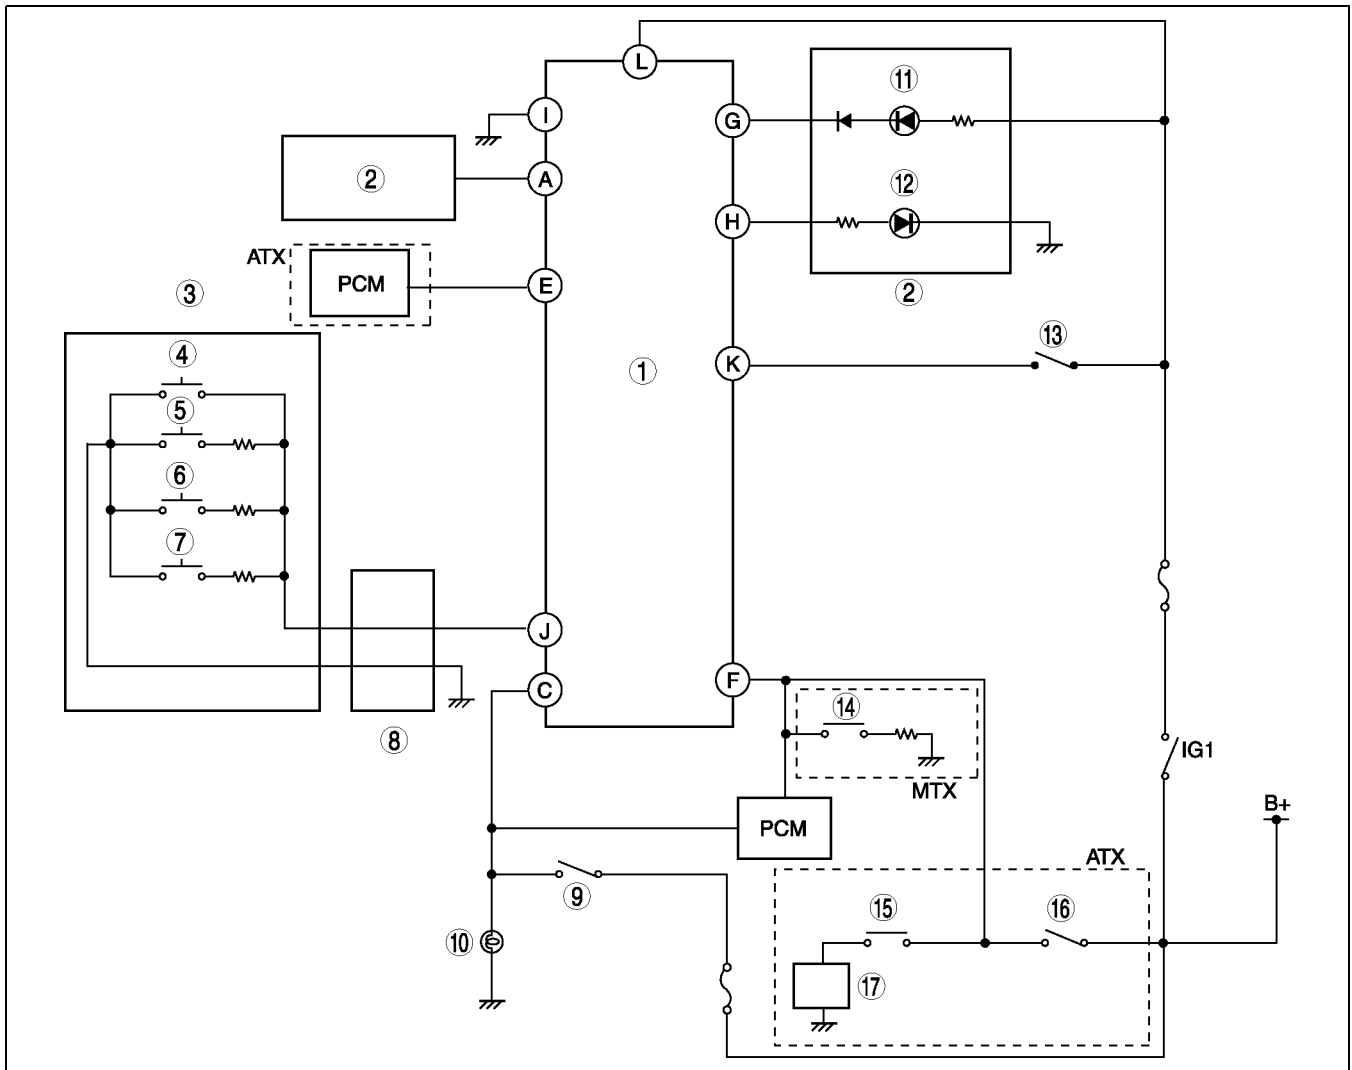 L
I
A
E
J
C
G
H
K
F
①
②
ATX
PCM
③
④
⑤
⑥
⑦
⑧
⑨
⑩
⑪
⑫
②
⑬
⑭
MTX
PCM
IG1
B+
ATX
⑮
⑯
⑰